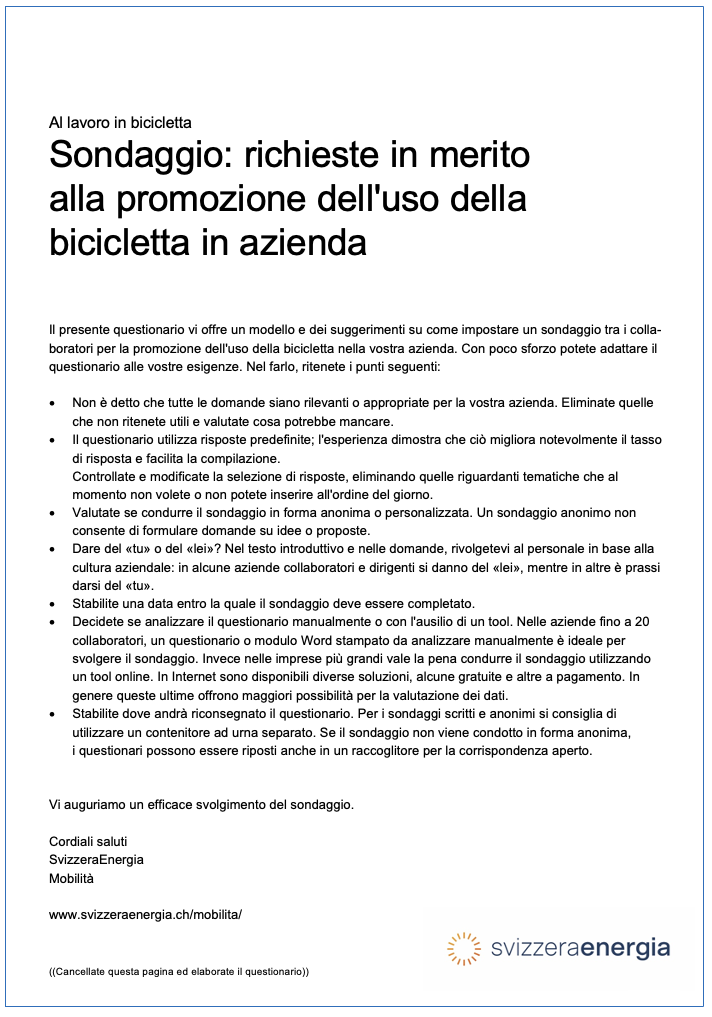 Al lavoro in bicicletta
Sondaggio: richieste in merito
alla promozione dell'uso della
bicicletta in azienda
Il presente questionario vi offre un modello e dei suggerimenti su come impostare un sondaggio tra i colla-
boratori per la promozione dell'uso della bicicletta nella vostra azienda. Con poco sforzo potete adattare il
questionario alle vostre esigenze. Nel farlo, ritenete i punti seguenti:
• Non è detto che tutte le domande siano rilevanti o appropriate per la vostra azienda. Eliminate quelle
che non ritenete utili e valutate cosa potrebbe mancare.
• Il questionario utilizza risposte predefinite; l'esperienza dimostra che ciò migliora notevolmente il tasso
di risposta e facilita la compilazione.
Controllate e modificate la selezione di risposte, eliminando quelle riguardanti tematiche che al
momento non volete o non potete inserire all'ordine del giorno.
• Valutate se condurre il sondaggio in forma anonima o personalizzata. Un sondaggio anonimo non
consente di formulare domande su idee o proposte.
• Dare del «tu» o del «lei»? Nel testo introduttivo e nelle domande, rivolgetevi al personale in base alla
cultura aziendale: in alcune aziende collaboratori e dirigenti si danno del «lei», mentre in altre è prassi
darsi del «tu».
• Stabilite una data entro la quale il sondaggio deve essere completato.
• Decidete se analizzare il questionario manualmente o con l'ausilio di un tool. Nelle aziende fino a 20
collaboratori, un questionario o modulo Word stampato da analizzare manualmente è ideale per
svolgere il sondaggio. Invece nelle imprese più grandi vale la pena condurre il sondaggio utilizzando
un tool online. In Internet sono disponibili diverse soluzioni, alcune gratuite e altre a pagamento. In
genere queste ultime offrono maggiori possibilità per la valutazione dei dati.
• Stabilite dove andrà riconsegnato il questionario. Per i sondaggi scritti e anonimi si consiglia di
utilizzare un contenitore ad urna separato. Se il sondaggio non viene condotto in forma anonima,
i questionari possono essere riposti anche in un raccoglitore per la corrispondenza aperto.
Vi auguriamo un efficace svolgimento del sondaggio.
Cordiali saluti
SvizzeraEnergia
Mobilità
www.svizzeraenergia.ch/mobilita/
svizzeraenergia
((Cancellate questa pagina ed elaborate il questionario))